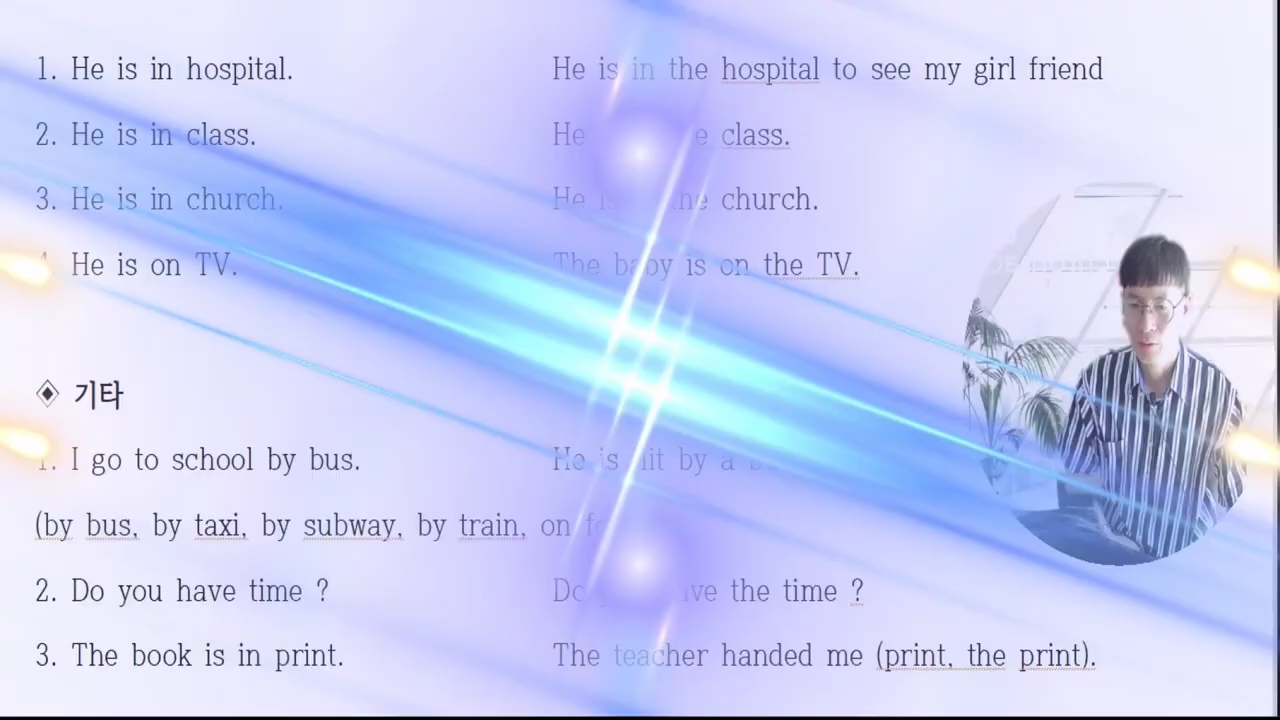 1. He is in hospital.
He is in the hospital to see my girl friend
2. He is in class.
He class.
3. He is in church.
He is church.
He is on TV.
The baby is on the TV.
◈ 기타
1. I go to school by bus.
He is hit by a
(by bus, by taxi, by subway, by train, on
2. Do you have time ?
Do the time ?
3. The book is in print.
The teacher handed me (print, the print).